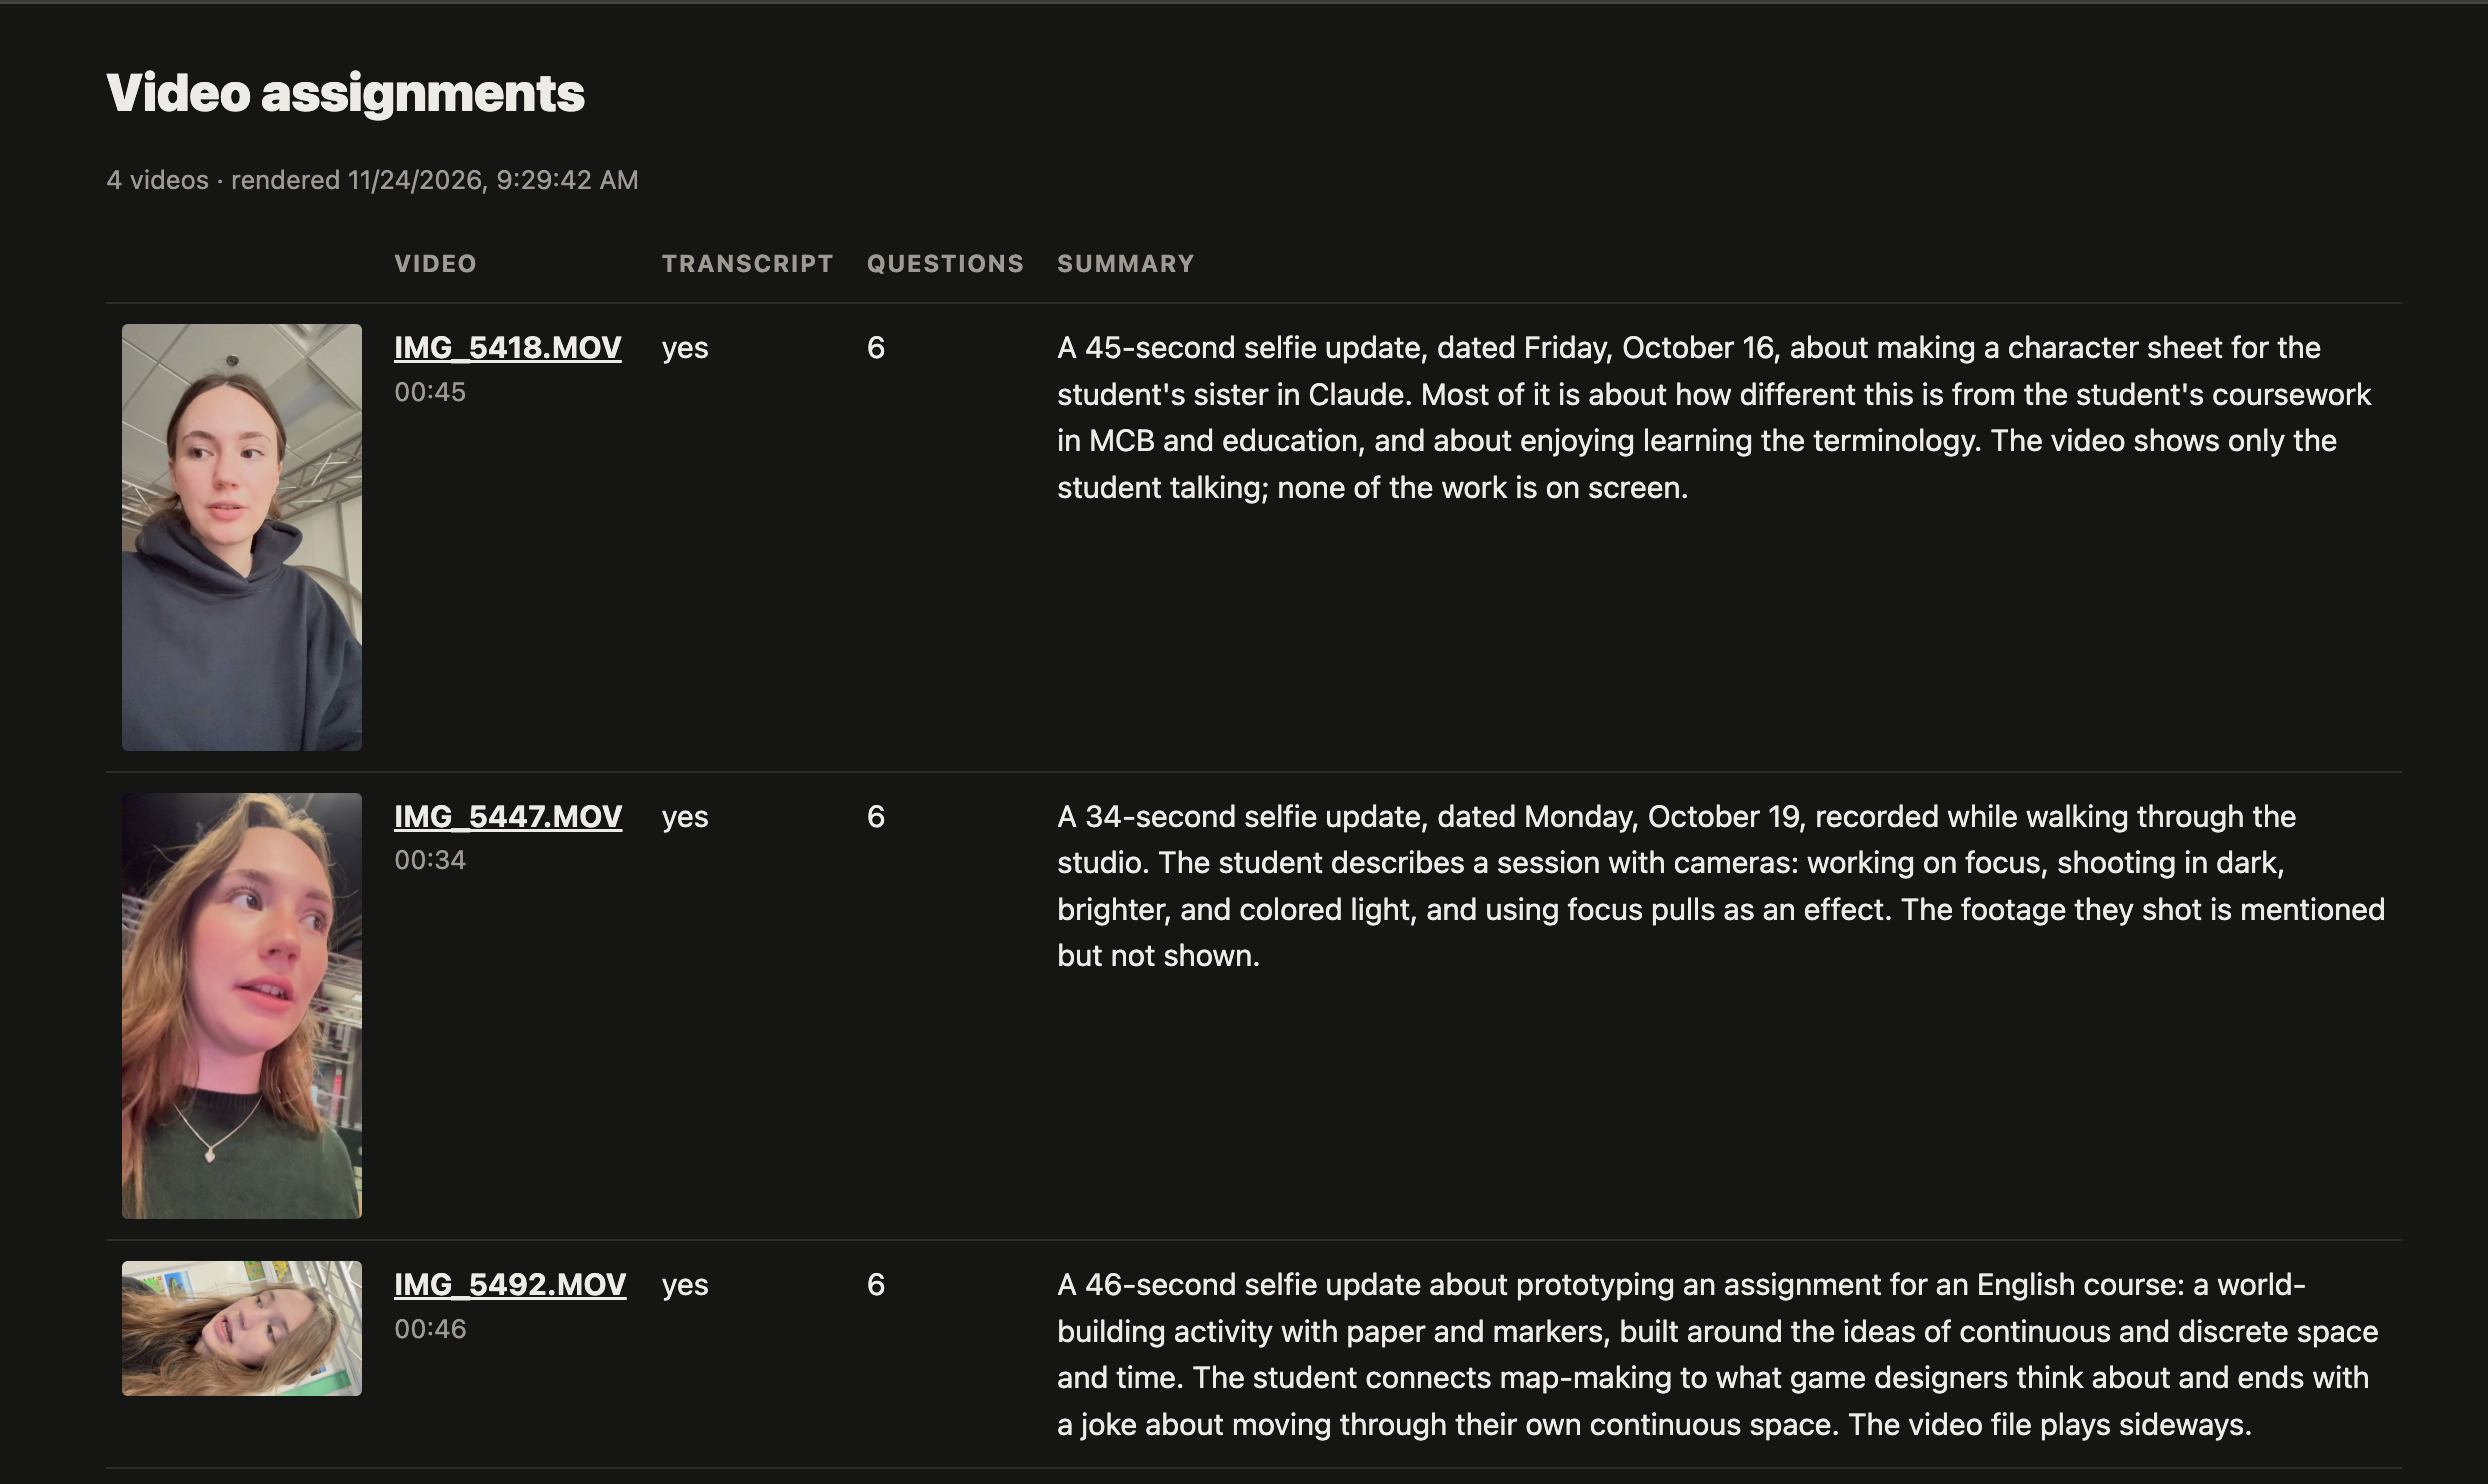 Video assignments
4 videos · rendered 11/24/2026, 9:29:42 AM
VIDEO TRANSCRIPT QUESTIONS SUMMARY
IMG_5418.MOV yes 6 A 45-second selfie update, dated Friday, October 16, about making a character sheet for the
00:45 student's sister in Claude. Most of it is about how different this is from the student's coursework
in MCB and education, and about enjoying learning the terminology. The video shows only the
student talking; none of the work is on screen.
IMG_5447.MOV yes 6 A 34-second selfie update, dated Monday, October 19, recorded while walking through the
00:34 studio. The student describes a session with cameras: working on focus, shooting in dark,
brighter, and colored light, and using focus pulls as an effect. The footage they shot is mentioned
but not shown.
IMG_5492.MOV yes 6 A 46-second selfie update about prototyping an assignment for an English course: a world-
00:46 building activity with paper and markers, built around the ideas of continuous and discrete space
and time. The student connects map-making to what game designers think about and ends with
a joke about moving through their own continuous space. The video file plays sideways.